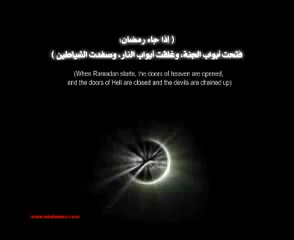 ( إذا جاء رمضان؛
فتحت أبواب الجنة، وغلقت أبواب النار، وصفدت الشياطين )
(When Ramadan starts, the doors of heaven are opened,
and the doors of Hell are closed and the devils are chained up)